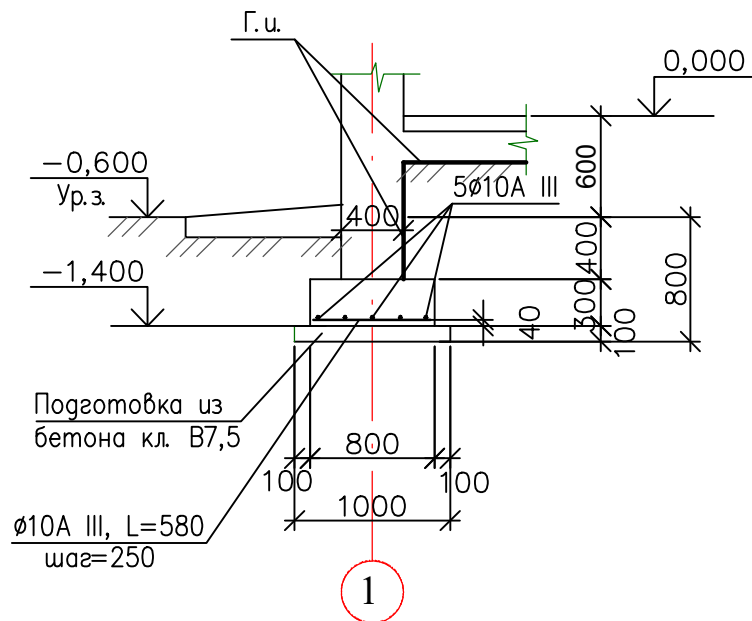 Г.и.
0,000
-0,600
Ур.з.
400
5ø10А III
600
400
800
-1,400
300
100
40
Подготовка из
бетона кл. В7,5
800
100
100
1000
ø10А III, L=580
шаг=250
1